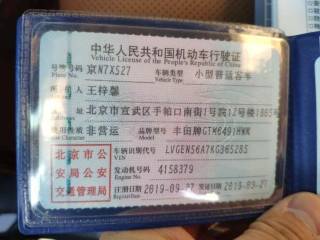 中华人民共和国机动车行驶证
Vehicle License of the People's Republic of China
号牌号码 京N7XS27 车辆类型 小型普通客车
Plate No. Vehicle Type
所有人 王梓馨
住址 北京市宣武区手帕口南街1号院12号楼1865号
使用性质 非营运 品牌型号 丰田牌GTM6491HWK
北京市公 车辆识别代号 LVGEN56A7KG365285
VIN
安局公安 发动机号码 4158379
Engine No.
交通管理局 注册日期 2019-09-27 发证日期 2019-09-27